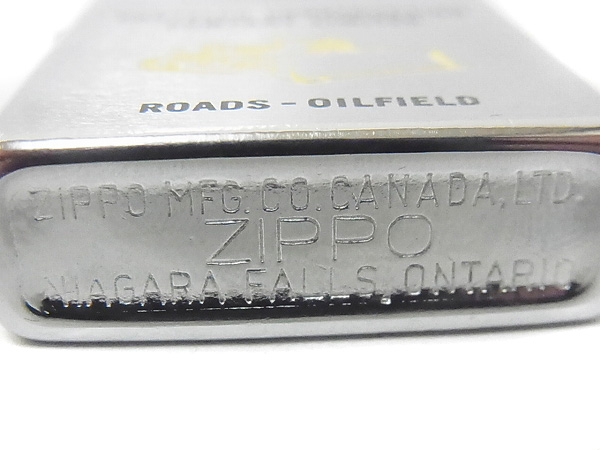 ROADS - OILFIELD
ZIPPO MFG. CO. CANADA, LTD.
ZIPPO
NIAGARA FALLS, ONTARIO